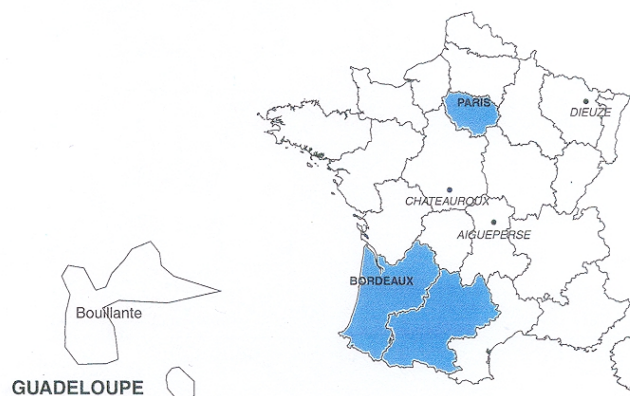 PARIS
DIEUZE
CHATEAUROUX
AIGUEPERSE
BORDEAUX
Bouillante
GUADELOUPE